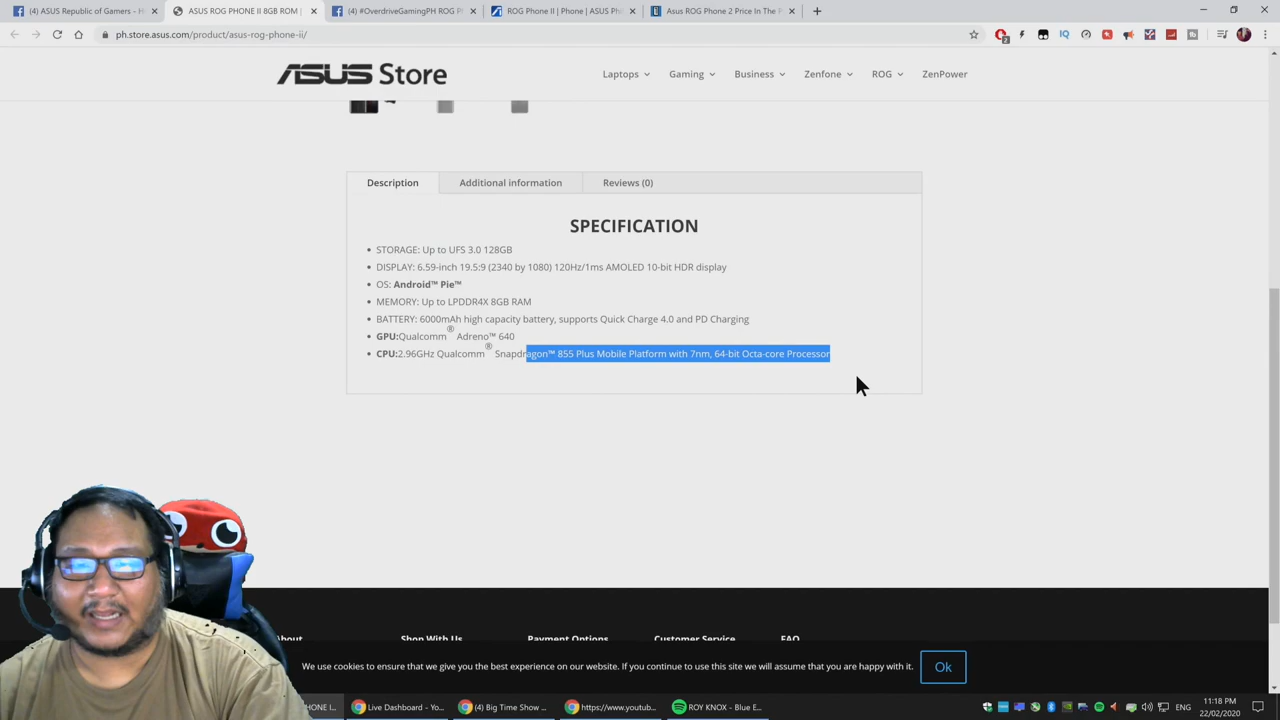 (4) ASUS Republic of Gamers - H
ASUS ROG PHONE II 8GB ROM |
(4) #OverdriveGamingPH ROG Ph
ROG Phone II | Phone | ASUS Ph
Asus ROG Phone 2 Price In The P
ph.store.asus.com/product/asus-rog-phone-ii/
2
ASUS Store
Laptops
Gaming
Business
Zenfone
ROG
ZenPower
Description
Additional information
Reviews (0)
SPECIFICATION
• STORAGE: Up to UFS 3.0 128GB
• DISPLAY: 6.59-inch 19.5:9 (2340 by 1080) 120Hz/1ms AMOLED 10-bit HDR display
• OS: Android™ Pie™
• MEMORY: Up to LPDDR4X 8GB RAM
• BATTERY: 6000mAh high capacity battery, supports Quick Charge 4.0 and PD Charging
• GPU:Qualcomm® Adreno™ 640
• CPU:2.96GHz Qualcomm® Snapdragon™ 855 Plus Mobile Platform with 7nm, 64-bit Octa-core Processor
About
Shop With Us
Payment Options
Customer Service
FAQ
We use cookies to ensure that we give you the best experience on our website. If you continue to use this site we will assume that you are happy with it.
Ok
HONE I...
Live Dashboard - Yo...
(4) Big Time Show ...
https://www.youtub...
ROY KNOX - Blue E...
ENG
11:18 PM
22/02/2020